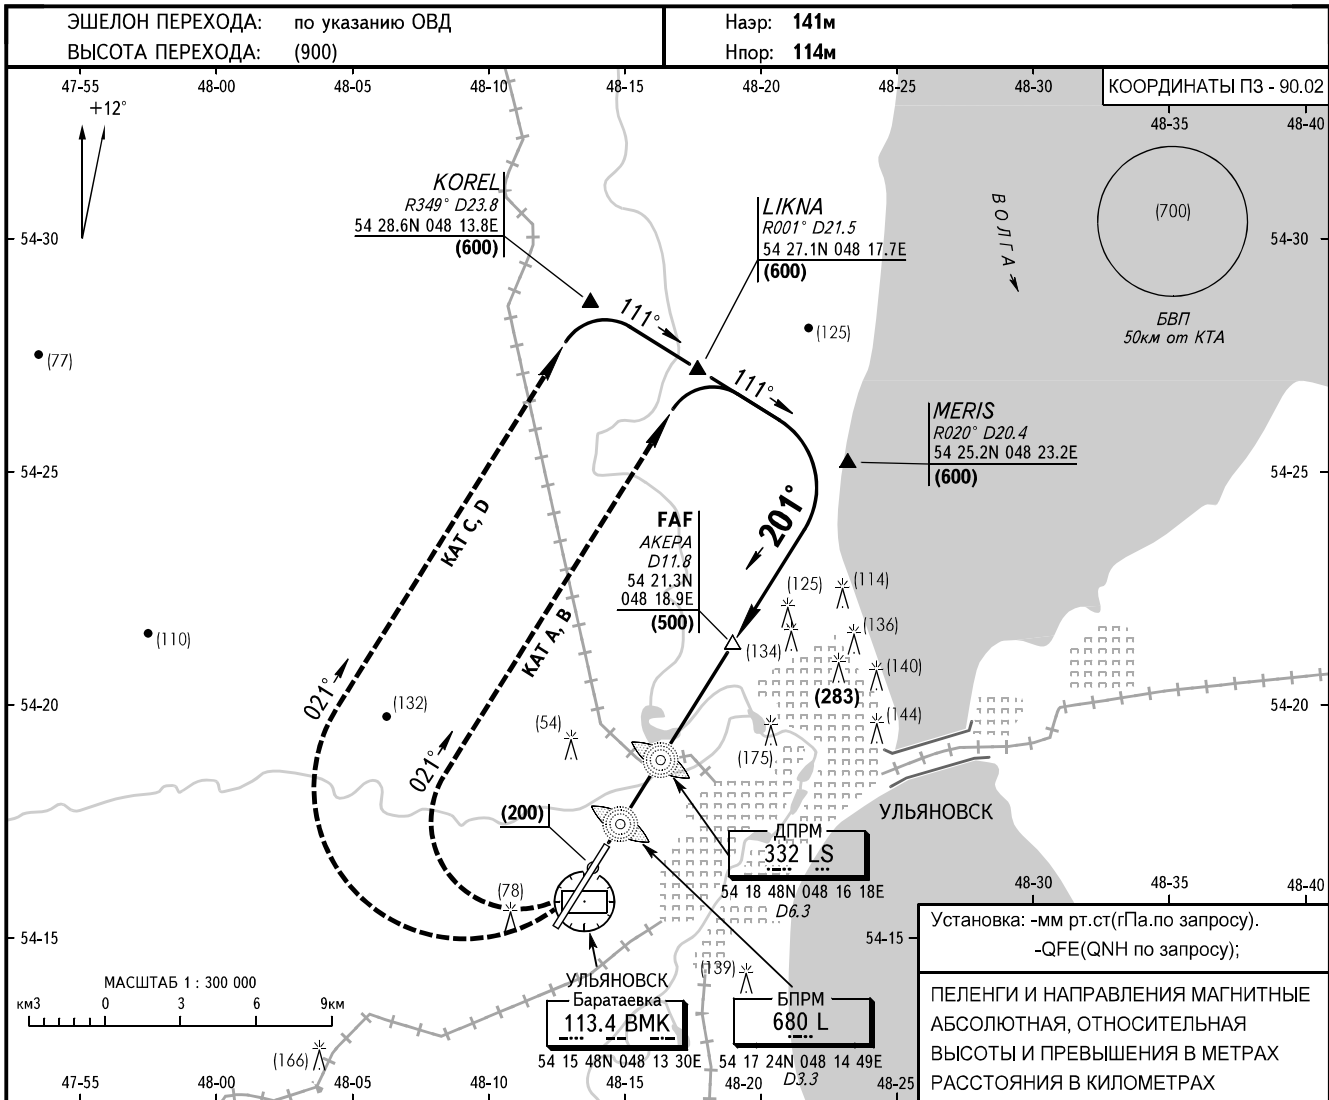 ЭШЕЛОН ПЕРЕХОДА: по указанию ОВД
ВЫСОТА ПЕРЕХОДА: (900)
Наэр: 141м
Нпор: 114м
47-55 48-00 48-05 48-10 48-15 48-20 48-25 48-30
КООРДИНАТЫ ПЗ - 90.02
48-35 48-40
+12°
KOREL
R349° D23.8
54 28.6N 048 13.8E
(600)
LIKNA
R001° D21.5
54 27.1N 048 17.7E
(600)
ВОЛГА
(700)
БВП
50км от КТА
54-30
54-30
111°
111°
(125)
(77)
MERIS
R020° D20.4
54 25.2N 048 23.2E
(600)
54-25
54-25
КАТ C, D
КАТ A, B
201°
FAF
АКЕРА
D11.8
54 21.3N
048 18.9E
(500)
(125)
(114)
(134)
(136)
(140)
(283)
(144)
(175)
(110)
(132)
(54)
021°
021°
54-20
54-20
(200)
УЛЬЯНОВСК
ДПРМ
332 LS
54 18 48N 048 16 18E
D6.3
(78)
48-30 48-35 48-40
54-15
54-15
Установка: -мм рт.ст(гПа.по запросу).
-QFE(QNH по запросу);
(139)
УЛЬЯНОВСК
Баратаевка
113.4 BMK
54 15 48N 048 13 30E
БПРМ
680 L
54 17 24N 048 14 49E
D3.3
МАСШТАБ 1 : 300 000
км3 0 3 6 9км
(166)
ПЕЛЕНГИ И НАПРАВЛЕНИЯ МАГНИТНЫЕ
АБСОЛЮТНАЯ, ОТНОСИТЕЛЬНАЯ
ВЫСОТЫ И ПРЕВЫШЕНИЯ В МЕТРАХ
РАССТОЯНИЯ В КИЛОМЕТРАХ
47-55 48-00 48-05 48-10 48-15 48-20 48-25